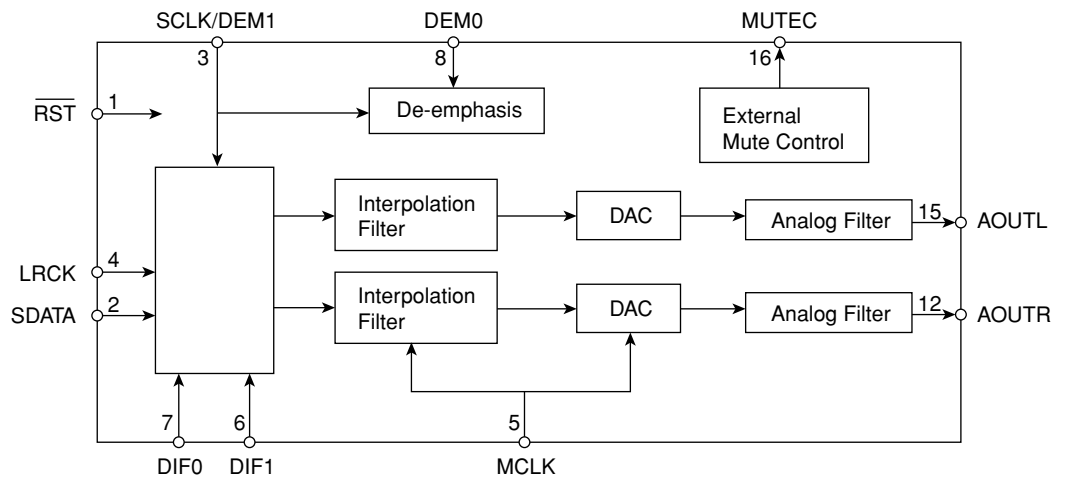 SCLK/DEM1
DEM0
MUTEC
3
8
16
RST
1
De-emphasis
External
Mute Control
Interpolation
Filter
DAC
Analog Filter
15
AOUTL
LRCK
4
SDATA
2
Interpolation
Filter
DAC
Analog Filter
12
AOUTR
7
6
5
DIF0
DIF1
MCLK